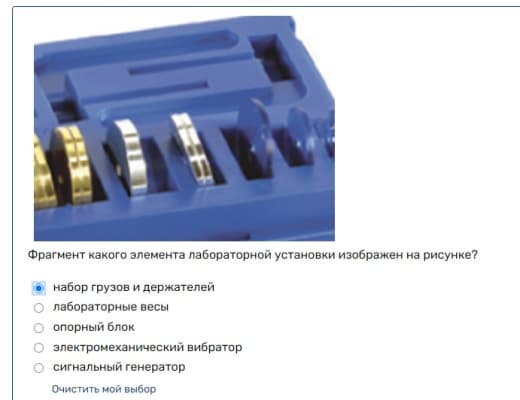 Фрагмент какого элемента лабораторной установки изображен на рисунке?
набор грузов и держателей
лабораторные весы
опорный блок
электромеханический вибратор
сигнальный генератор
Очистить мой выбор